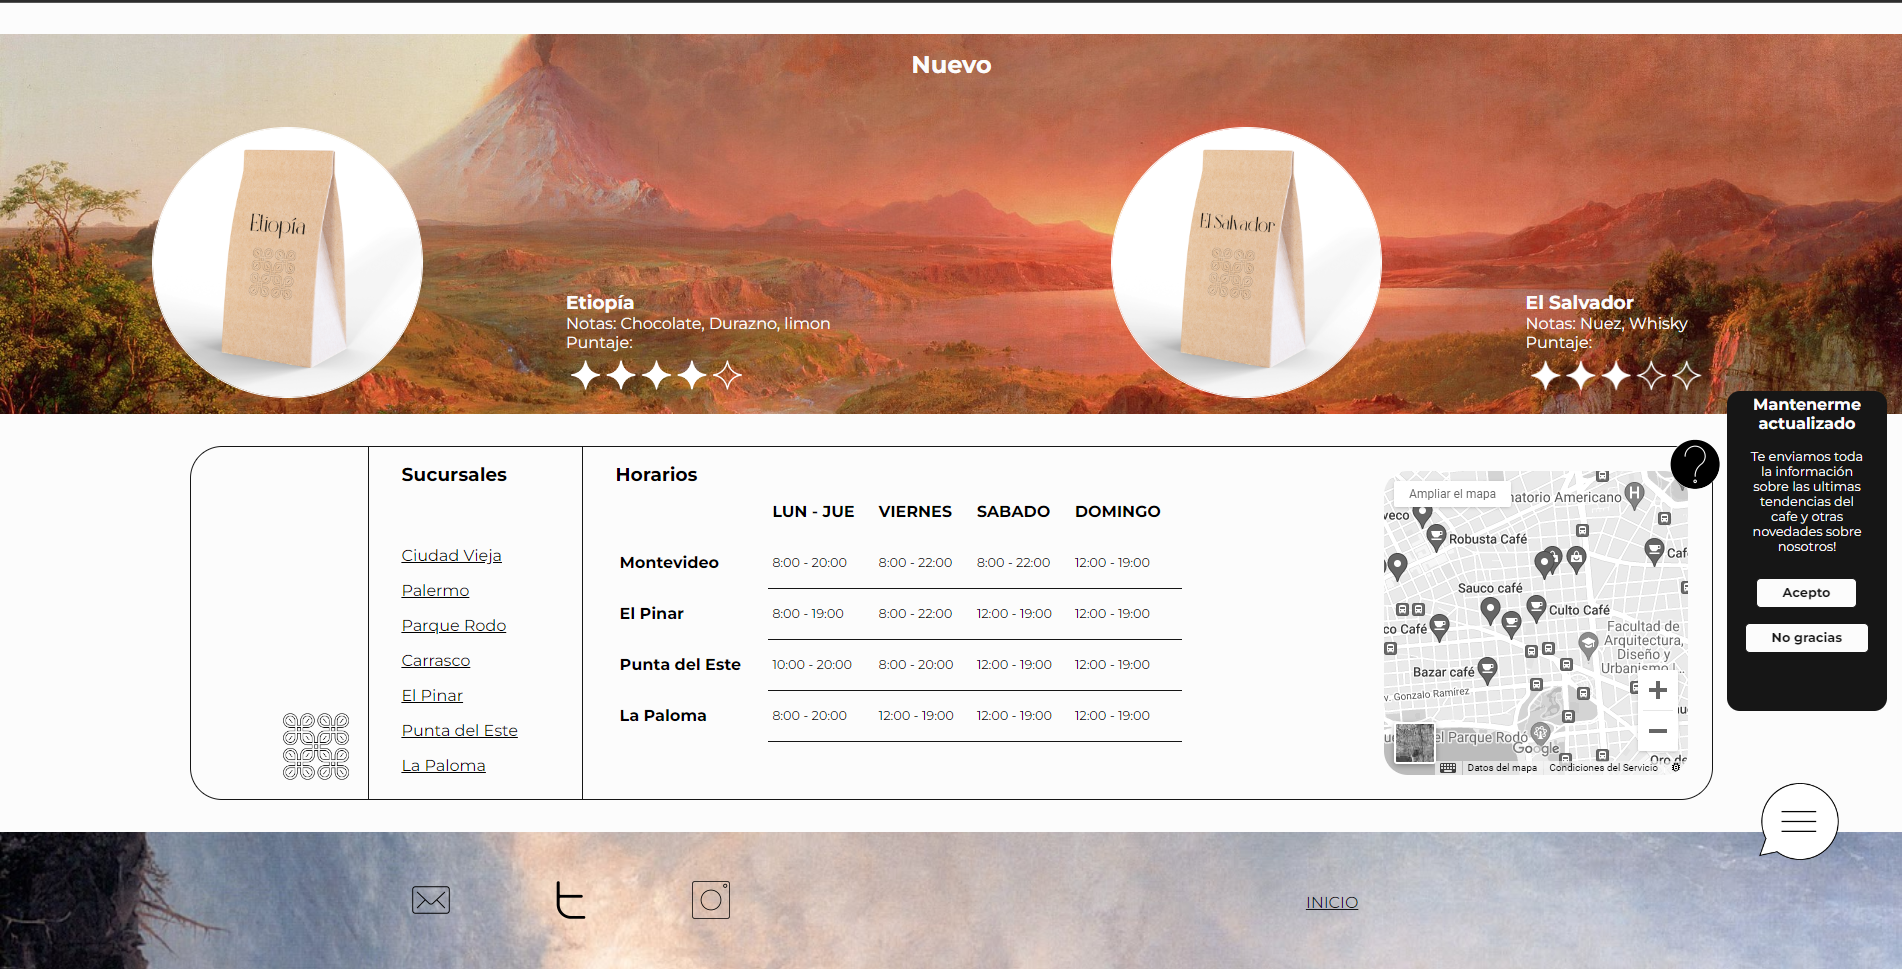 Nuevo
Etiopía
El Salvador
Etiopía
Notas: Chocolate, Durazno, limon
Puntaje:
El Salvador
Notas: Nuez, Whisky
Puntaje:
Mantenerme
actualizado
Te enviamos toda
la información
sobre las ultimas
tendencias del
cafe y otras
novedades sobre
nosotros!
Acepto
No gracias
Sucursales
Ciudad Vieja
Palermo
Parque Rodo
Carrasco
El Pinar
Punta del Este
La Paloma
Horarios
LUN - JUE VIERNES SABADO DOMINGO
Montevideo 8:00 - 20:00 8:00 - 22:00 8:00 - 22:00 12:00 - 19:00
El Pinar 8:00 - 19:00 8:00 - 22:00 12:00 - 19:00 12:00 - 19:00
Punta del Este 10:00 - 20:00 8:00 - 20:00 12:00 - 19:00 12:00 - 19:00
La Paloma 8:00 - 20:00 12:00 - 19:00 12:00 - 19:00 12:00 - 19:00
?
Ampliar el mapa
natorio Americano
H
veco
Robusta Café
Caf
Sauco café
Culto Café
co Café
Facultad de
Arquitectura,
Diseño y
Urbanismo |...
Bazar café
v. Gonzalo Ramirez
el Parque Rodó
Google
Oro de
Datos del mapa
Condiciones del Servicio
INICIO